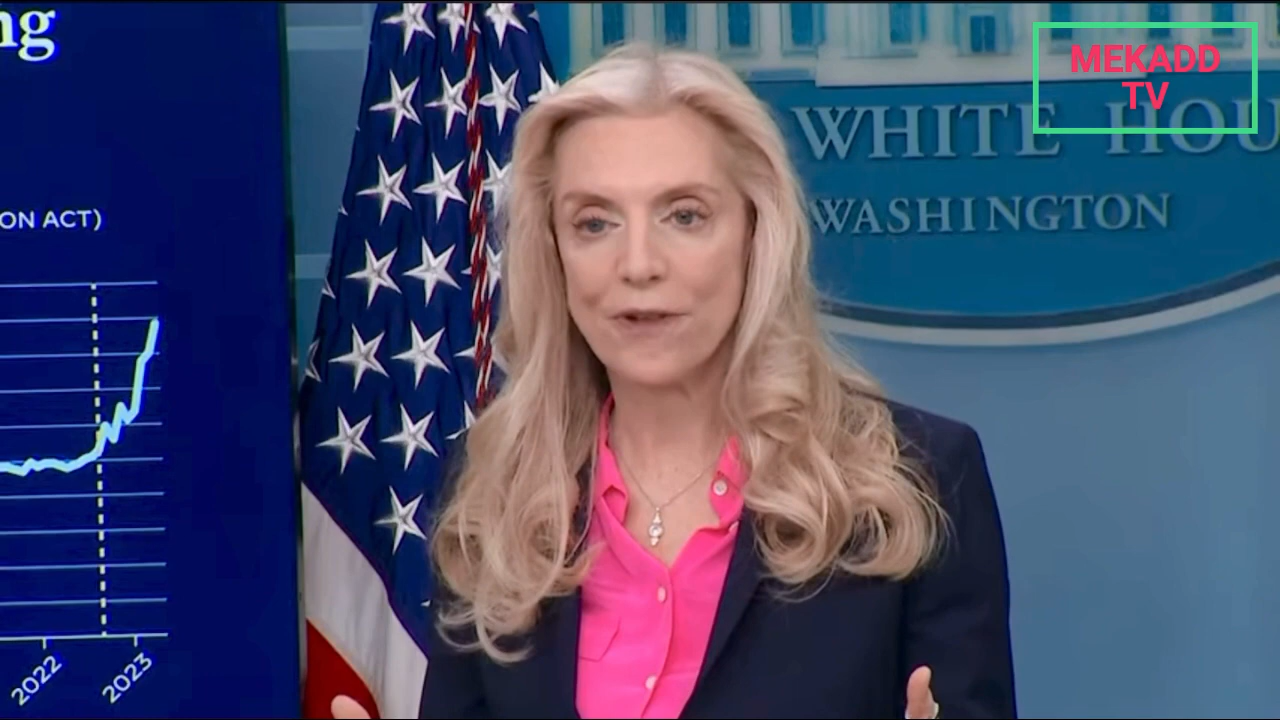 ng
ON ACT)
2022
2023
WHITE HOU
WASHINGTON
MEKADD
TV